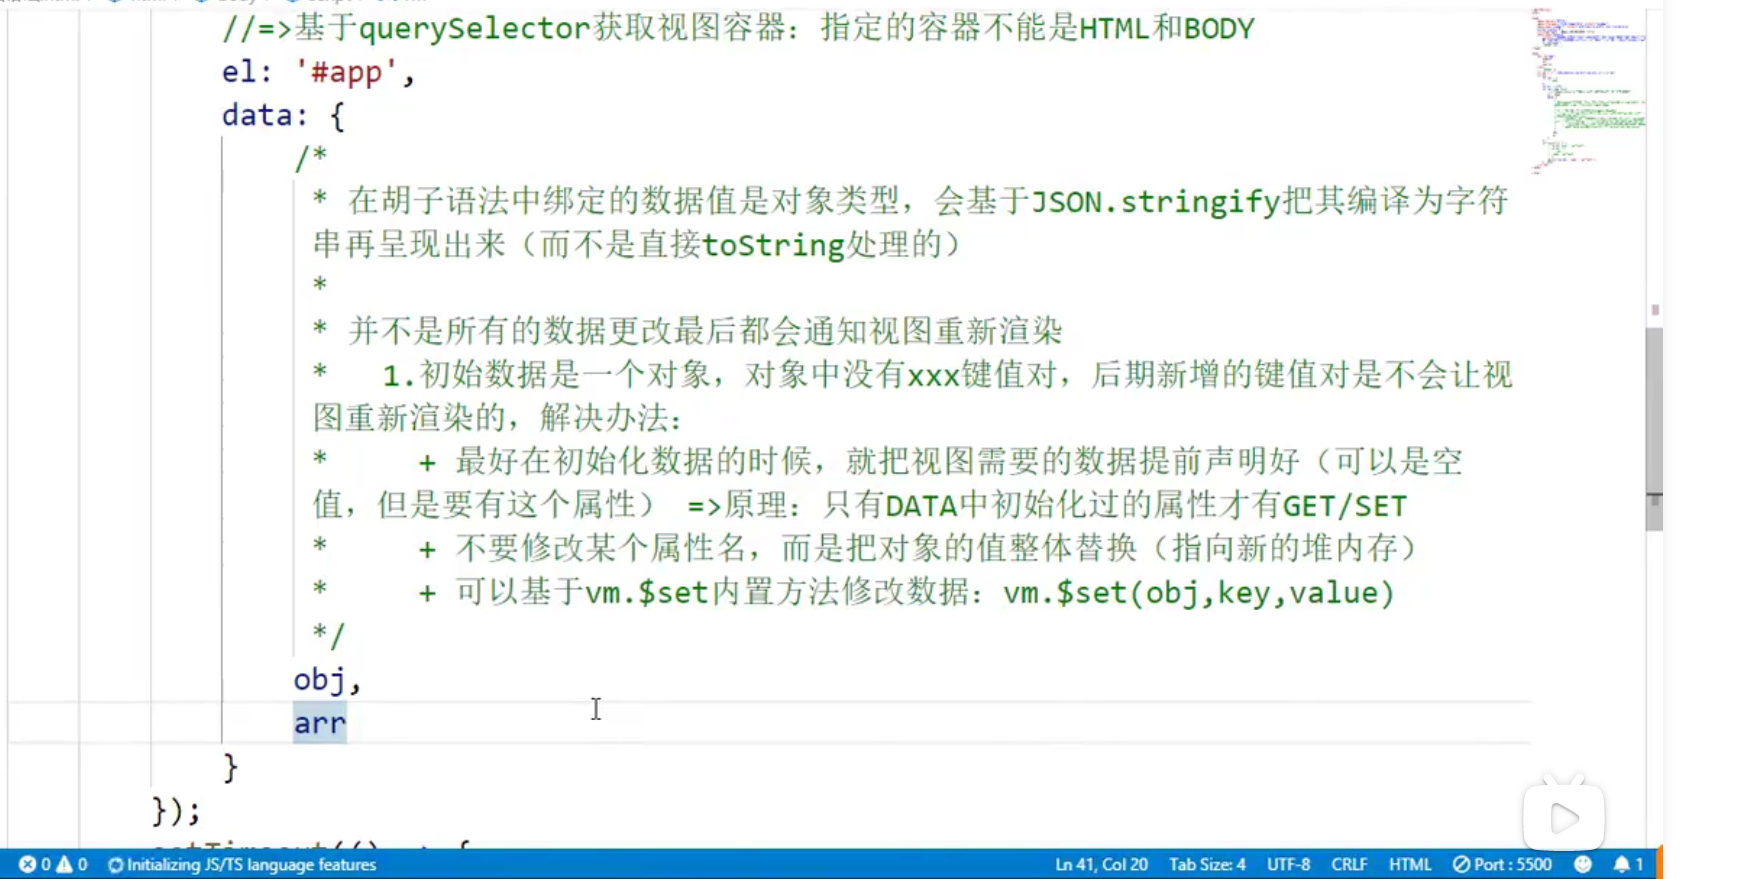 //=>基于querySelector获取视图容器：指定的容器不能是HTML和BODY
el: '#app',
data: {
/*
* 在胡子语法中绑定的数据值是对象类型，会基于JSON.stringify把其编译为字符
串再呈现出来（而不是直接toString处理的）
*
* 并不是所有的数据更改最后都会通知视图重新渲染
* 1.初始数据是一个对象，对象中没有xxx键值对，后期新增的键值对是不会让视
图重新渲染的，解决办法：
* + 最好在初始化数据的时候，就把视图需要的数据提前声明好（可以是空
值，但是要有这个属性） =>原理：只有DATA中初始化过的属性才有GET/SET
* + 不要修改某个属性名，而是把对象的值整体替换（指向新的堆内存）
* + 可以基于vm.$set内置方法修改数据：vm.$set(obj,key,value)
*/
obj,
arr
}
});
0 0 Initializing JS/TS language features Ln 41, Col 20 Tab Size: 4 UTF-8 CRLF HTML Port : 5500 1